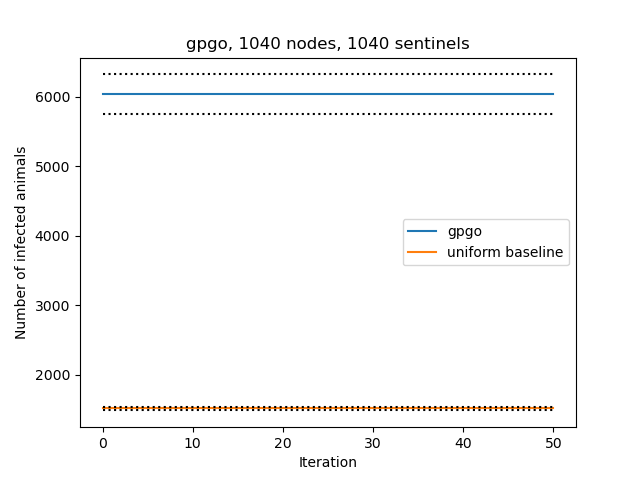 gpgo, 1040 nodes, 1040 sentinels
Number of infected animals
6000
5000
4000
3000
2000
gpgo
uniform baseline
0 10 20 30 40 50
Iteration